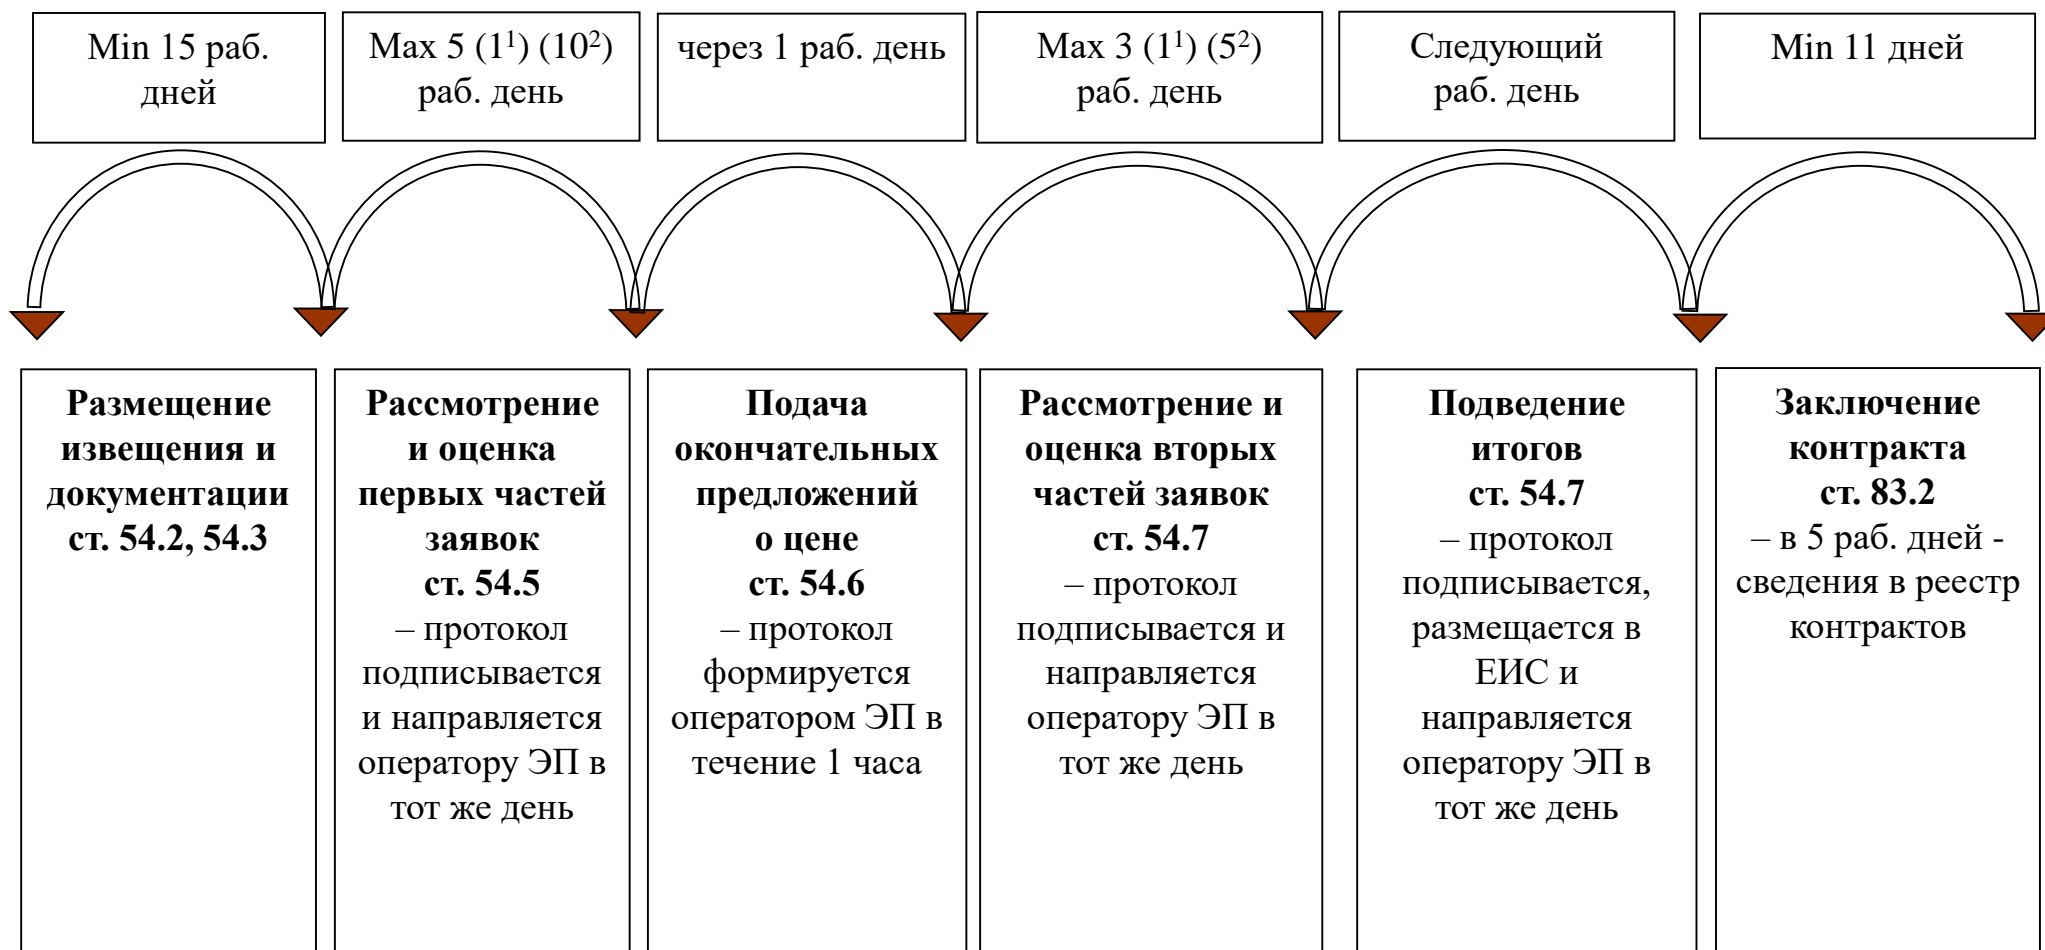 Min 15 раб.
дней
Max 5 (1¹) (10²)
раб. день
через 1 раб. день
Max 3 (1¹) (5²)
раб. день
Следующий
раб. день
Min 11 дней
Размещение
извещения и
документации
ст. 54.2, 54.3
Рассмотрение
и оценка
первых частей
заявок
ст. 54.5
– протокол
подписывается
и направляется
оператору ЭП в
тот же день
Подача
окончательных
предложений
о цене
ст. 54.6
– протокол
формируется
оператором ЭП в
течение 1 часа
Рассмотрение и
оценка вторых
частей заявок
ст. 54.7
– протокол
подписывается и
направляется
оператору ЭП в
тот же день
Подведение
итогов
ст. 54.7
– протокол
подписывается,
размещается в
ЕИС и
направляется
оператору ЭП в
тот же день
Заключение
контракта
ст. 83.2
– в 5 раб. дней -
сведения в реестр
контрактов